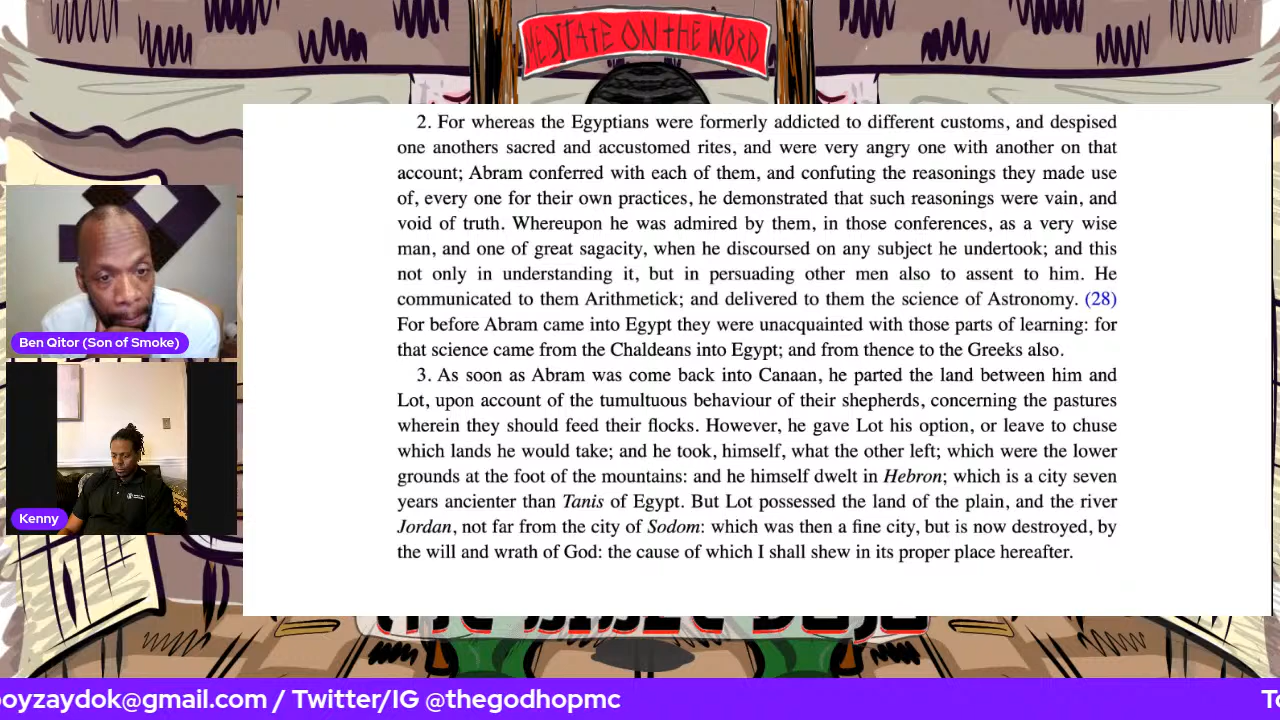 MEDITATE ON THE WORD
2. For whereas the Egyptians were formerly addicted to different customs, and despised
one anothers sacred and accustomed rites, and were very angry one with another on that
account; Abram conferred with each of them, and confuting the reasonings they made use
of, every one for their own practices, he demonstrated that such reasonings were vain, and
void of truth. Whereupon he was admired by them, in those conferences, as a very wise
man, and one of great sagacity, when he discoursed on any subject he undertook; and this
not only in understanding it, but in persuading other men also to assent to him. He
communicated to them Arithmetick; and delivered to them the science of Astronomy. (28)
For before Abram came into Egypt they were unacquainted with those parts of learning: for
that science came from the Chaldeans into Egypt; and from thence to the Greeks also.
3. As soon as Abram was come back into Canaan, he parted the land between him and
Lot, upon account of the tumultuous behaviour of their shepherds, concerning the pastures
wherein they should feed their flocks. However, he gave Lot his option, or leave to chuse
which lands he would take; and he took, himself, what the other left; which were the lower
grounds at the foot of the mountains: and he himself dwelt in Hebron; which is a city seven
years ancienter than Tanis of Egypt. But Lot possessed the land of the plain, and the river
Jordan, not far from the city of Sodom: which was then a fine city, but is now destroyed, by
the will and wrath of God: the cause of which I shall shew in its proper place hereafter.
Ben Qitor (Son of Smoke)
Kenny
oyzaydok@gmail.com / Twitter/IG @thegodhopmc